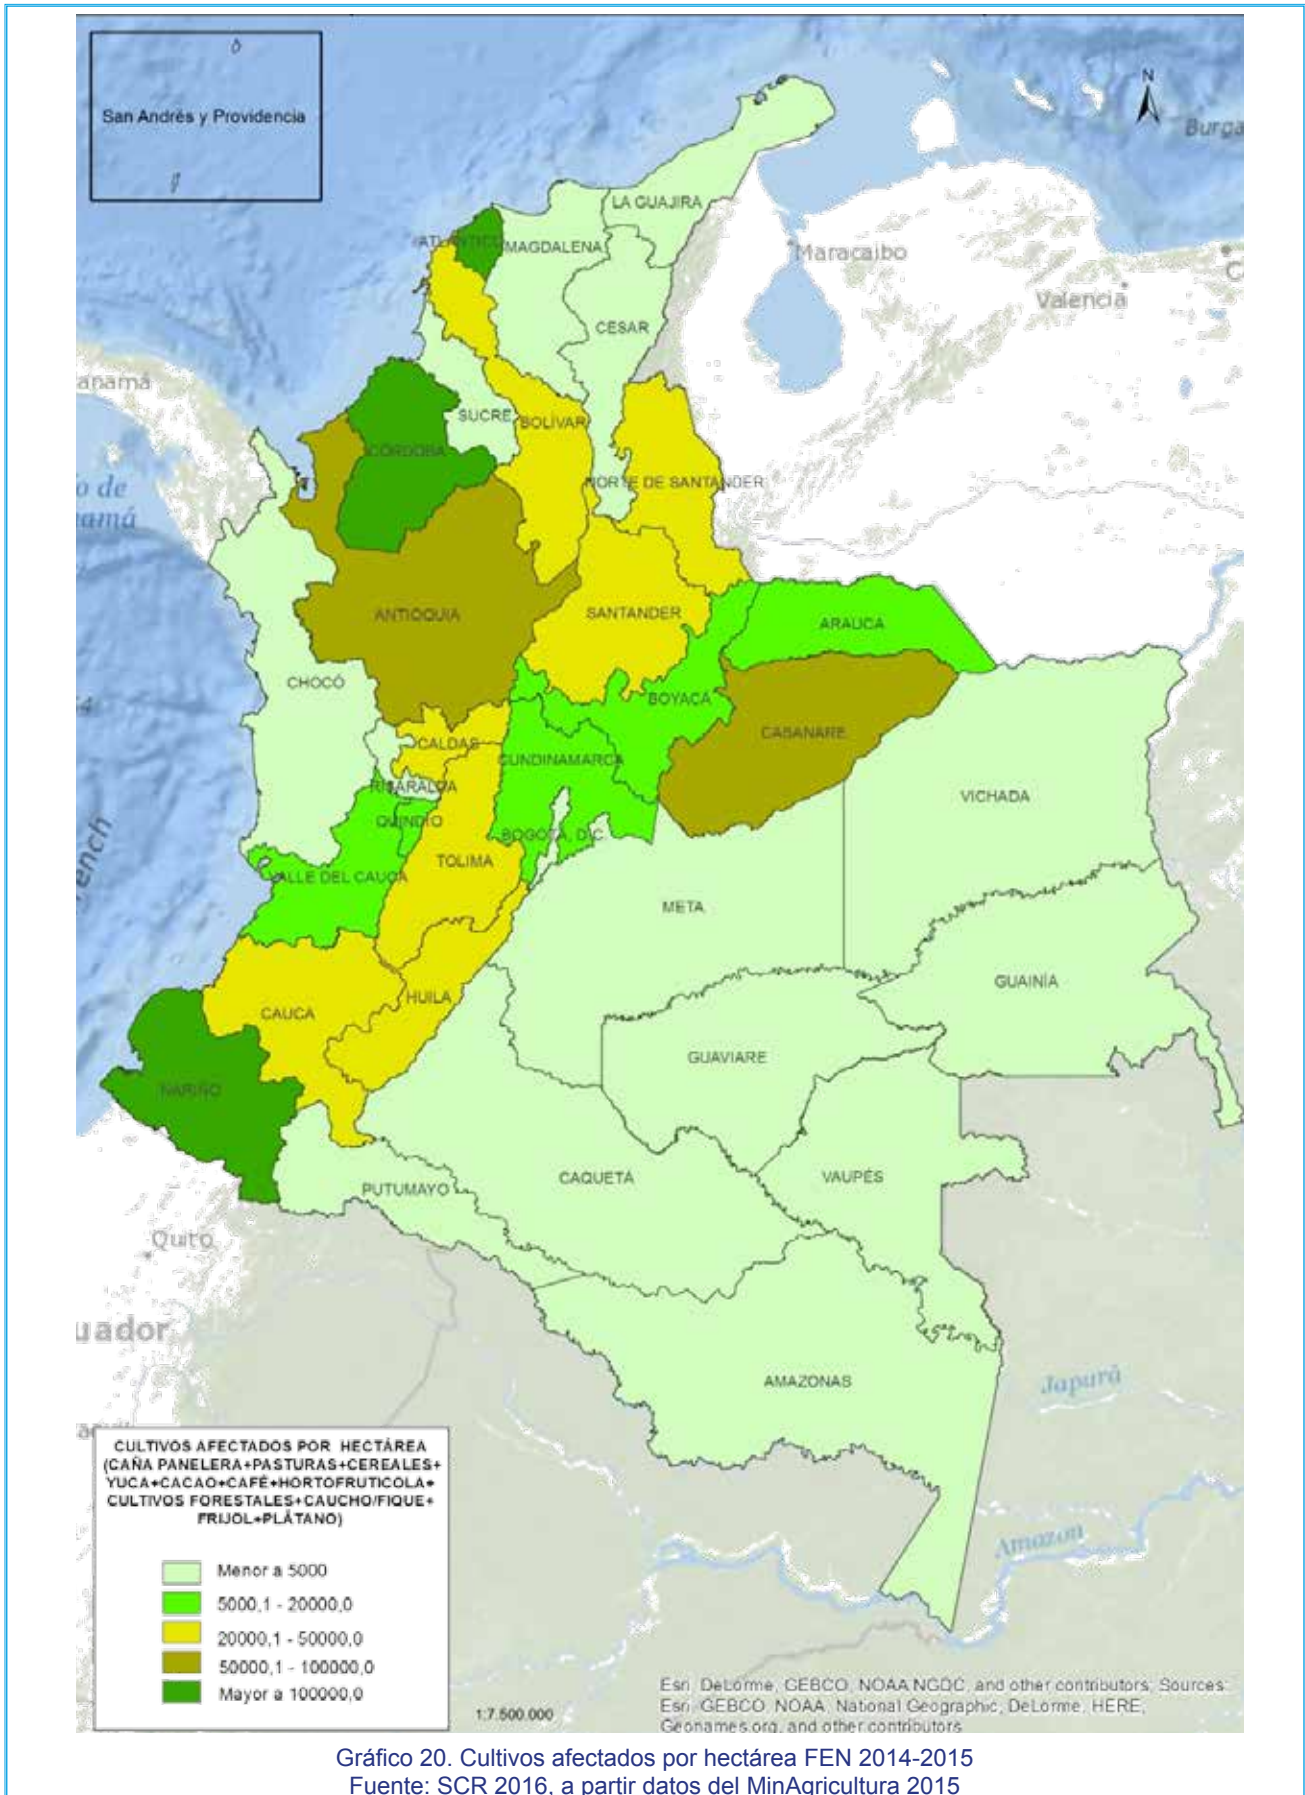 N
San Andrés y Providencia
LA GUAJIRA
MAGDALENA
Maracaibo
Valencia
CESAR
anamá
SUCRE
BOLÍVAR
CÓRDOBA
NORTE DE SANTANDER
o de
namá
ANTIOQUIA
SANTANDER
ARAUCA
CHOCÓ
BOYACÁ
CASANARE
CALDAS
CUNDINAMARCA
RISARALDA
VICHADA
QUINDÍO
BOGOTÁ, D.C.
TOLIMA
VALLE DEL CAUCA
ench
META
GUAINÍA
HUILA
CAUCA
GUAVIARE
NARIÑO
CAQUETÁ
VAUPÉS
PUTUMAYO
Quito
uador
AMAZONAS
Japurá
Amazon
CULTIVOS AFECTADOS POR HECTÁREA
(CAÑA PANELERA+PASTURAS+CEREALES+
YUCA+CACAO+CAFÉ+HORTOFRUTICOLA+
CULTIVOS FORESTALES+CAUCHO/FIQUE+
FRIJOL+PLÁTANO)
Menor a 5000
5000,1 - 20000,0
20000,1 - 50000,0
50000,1 - 100000,0
Mayor a 100000,0
1:7.500.000
Esri, DeLorme, GEBCO, NOAA NGDC, and other contributors; Sources:
Esri, GEBCO, NOAA, National Geographic, DeLorme, HERE,
Geonames.org, and other contributors
Gráfico 20. Cultivos afectados por hectárea FEN 2014-2015
Fuente: SCR 2016, a partir datos del MinAgricultura 2015